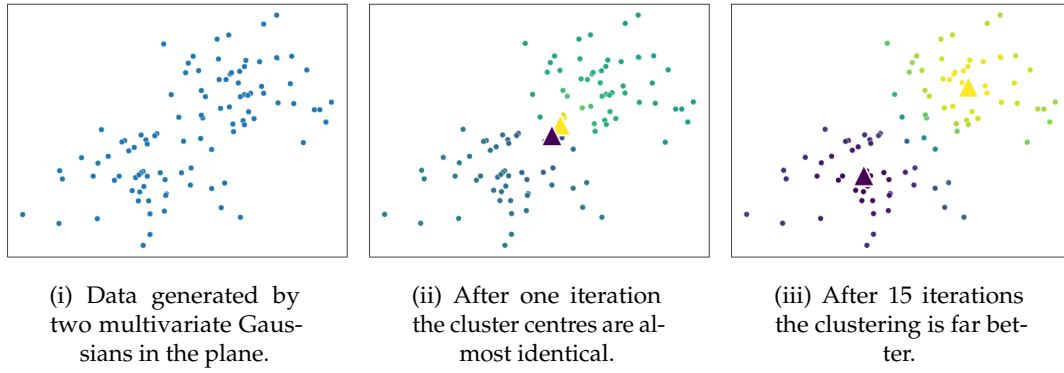 (i) Data generated by
two multivariate Gaus-
sians in the plane.
(ii) After one iteration
the cluster centres are al-
most identical.
(iii) After 15 iterations
the clustering is far bet-
ter.